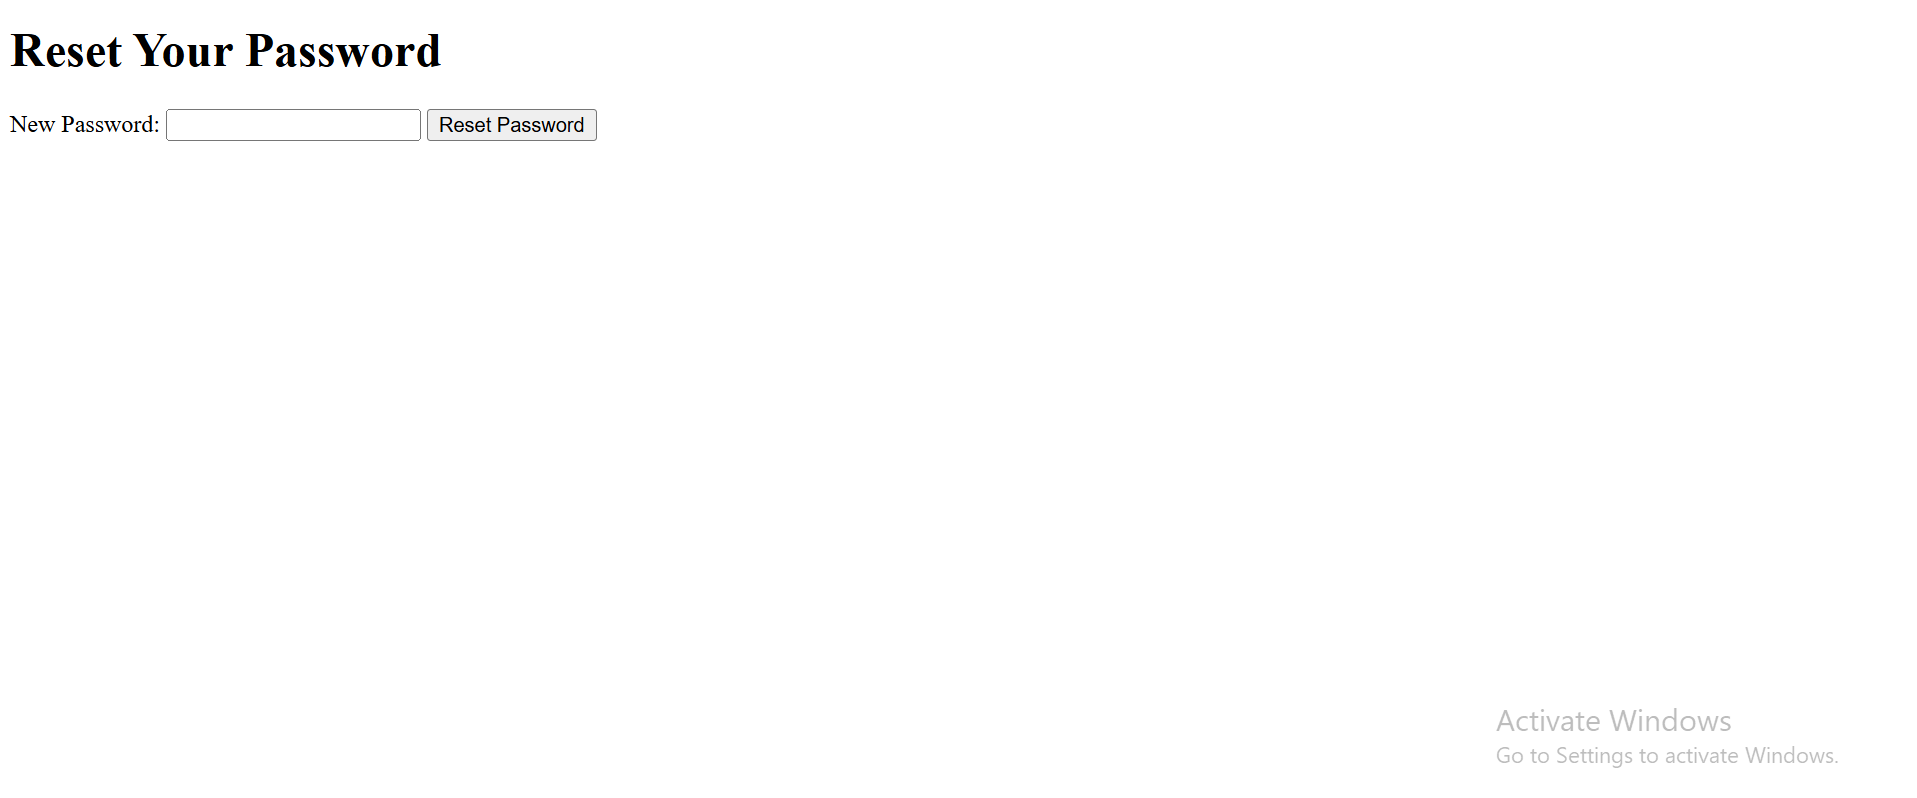 Reset Your Password
New Password: Reset Password
Activate Windows
Go to Settings to activate Windows.